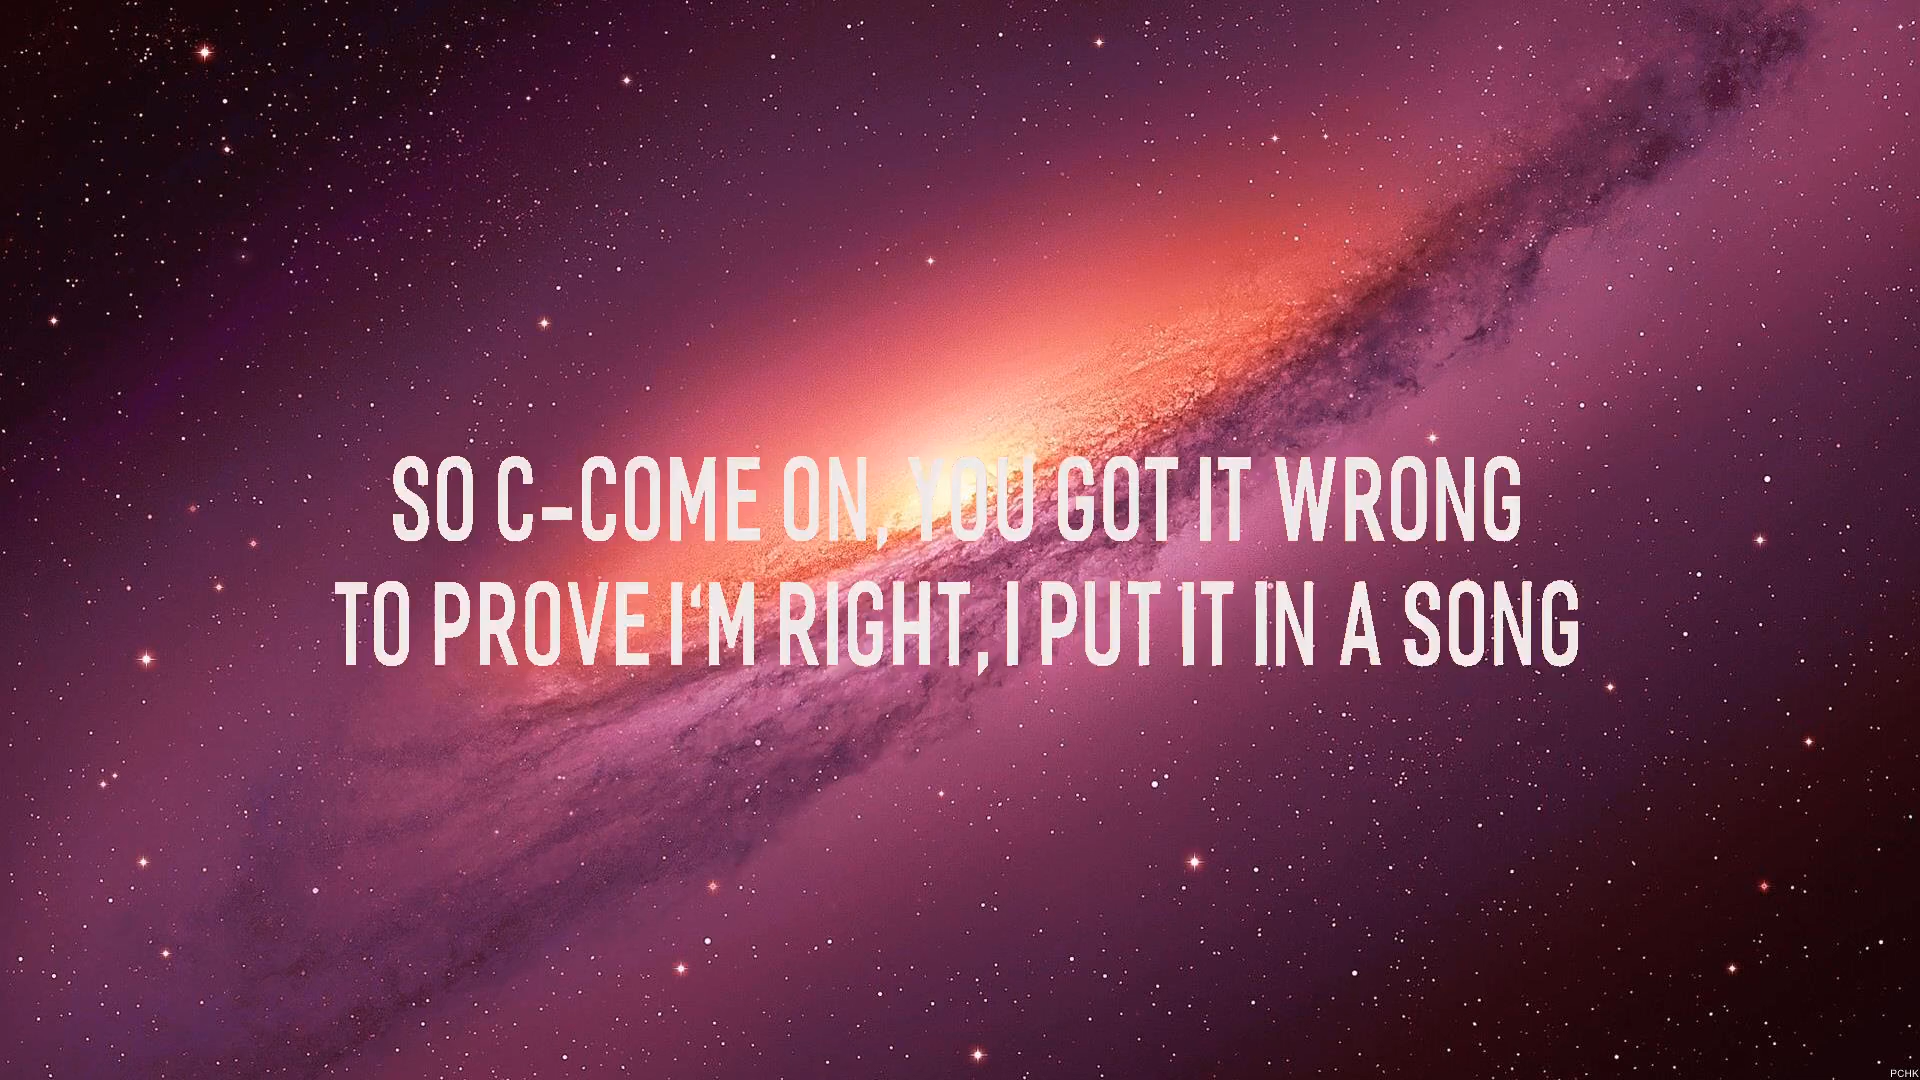 SO C-COME ON, YOU GOT IT WRONG
TO PROVE I'M RIGHT, I PUT IT IN A SONG
PCHK